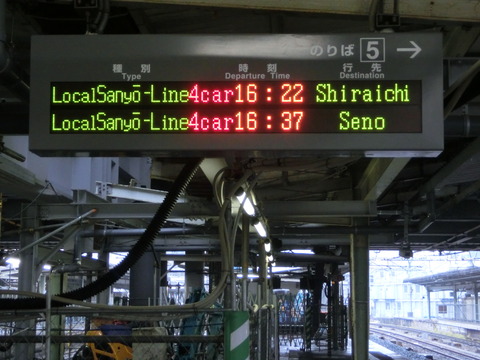 のりば 5 →
種別 時刻 行先
Type Departure Time Destination
Local Sanyō-Line 4car 16:22 Shiraichi
Local Sanyō-Line 4car 16:37 Seno